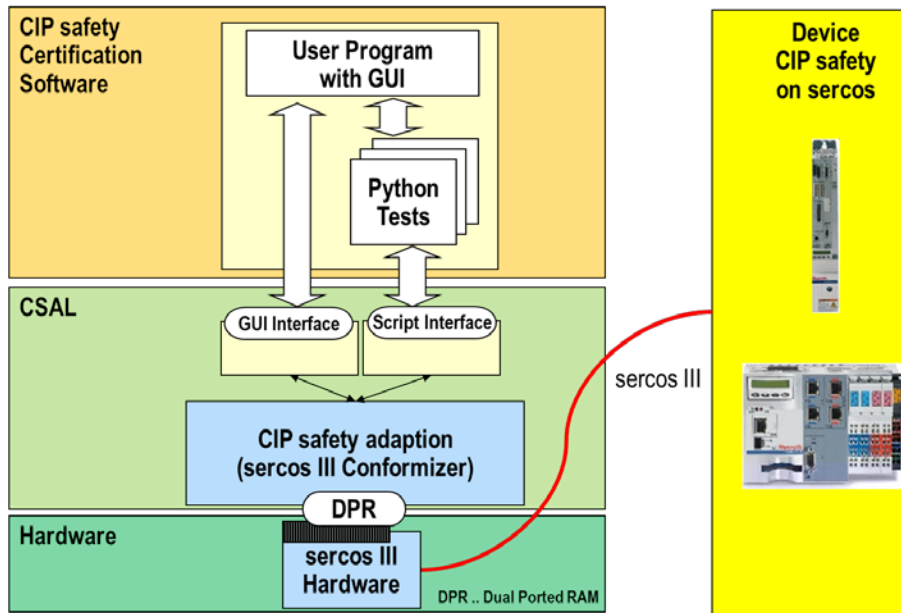 CIP safety
Certification
Software
User Program
with GUI
Python
Tests
CSAL
GUI Interface
Script Interface
CIP safety adaption
(sercos III Conformizer)
DPR
Hardware
sercos III
Hardware
DPR .. Dual Ported RAM
sercos III
Device
CIP safety
on sercos